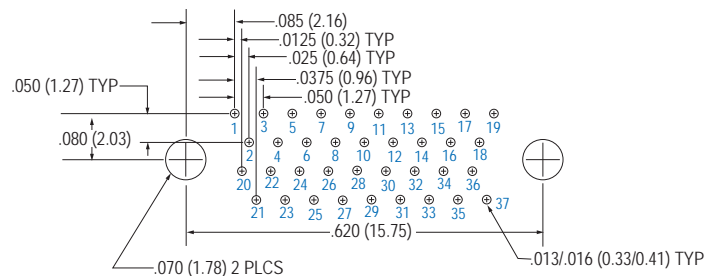 .085 (2.16)
.0125 (0.32) TYP
.025 (0.64) TYP
.0375 (0.96) TYP
.050 (1.27) TYP
.050 (1.27) TYP
.080 (2.03)
1 3 5 7 9 11 13 15 17 19
2 4 6 8 10 12 14 16 18
20 22 24 26 28 30 32 34 36
21 23 25 27 29 31 33 35 37
.620 (15.75)
.013/.016 (0.33/0.41) TYP
.070 (1.78) 2 PLCS